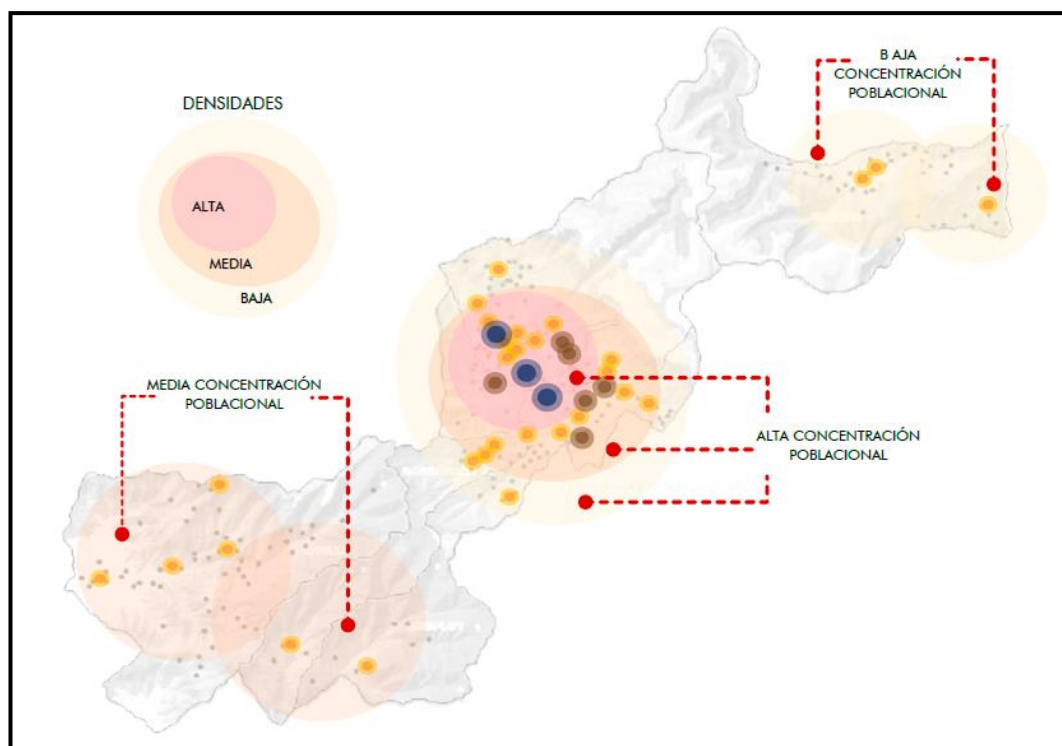 B AJA
CONCENTRACIÓN
POBLACIONAL
DENSIDADES
ALTA
MEDIA
BAJA
MEDIA CONCENTRACIÓN
POBLACIONAL
ALTA CONCENTRACIÓN
POBLACIONAL